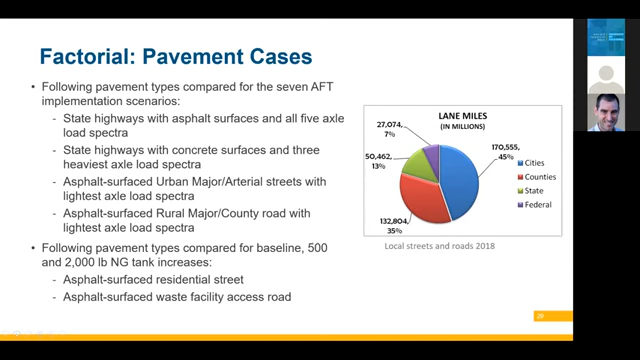 Factorial: Pavement Cases
• Following pavement types compared for the seven AFT
implementation scenarios:
− State highways with asphalt surfaces and all five axle
load spectra
− State highways with concrete surfaces and three
heaviest axle load spectra
− Asphalt-surfaced Urban Major/Arterial streets with
lightest axle load spectra
− Asphalt-surfaced Rural Major/County road with
lightest axle load spectra
• Following pavement types compared for baseline, 500
and 2,000 lb NG tank increases:
− Asphalt-surfaced residential street
− Asphalt-surfaced waste facility access road
LANE MILES
(IN MILLIONS)
27,074,
7%
170,555,
45%
50,462,
13%
132,804,
35%
Cities
Counties
State
Federal
Local streets and roads 2018
20